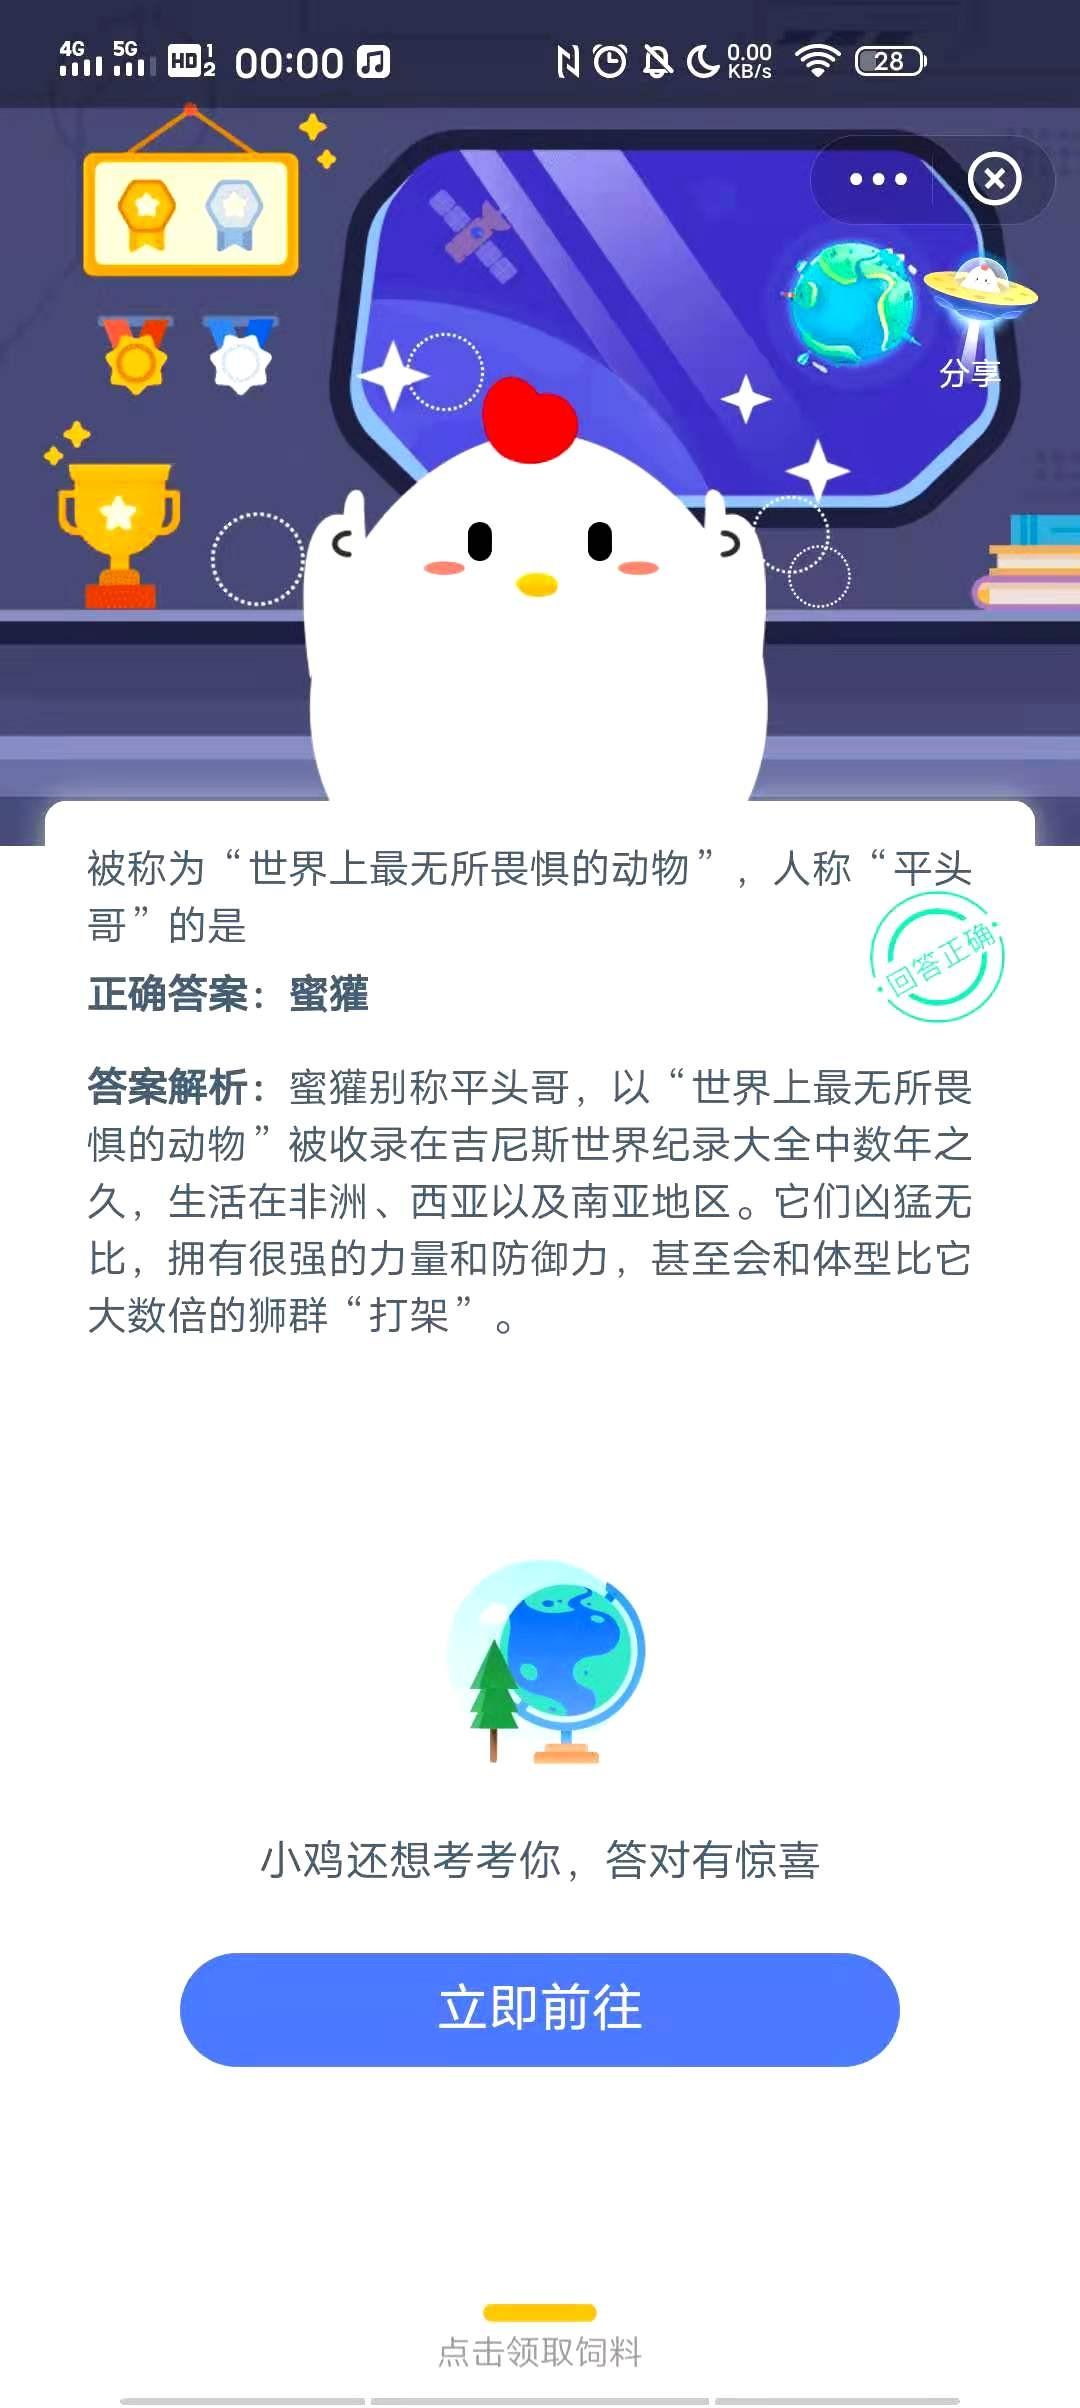 4G 5G HD 1 2 00:00 0.00 KB/s 28
分享
被称为“世界上最无所畏惧的动物”，人称“平头
哥”的是
回答正确
正确答案：蜜獾
答案解析：蜜獾别称平头哥，以“世界上最无所畏
惧的动物”被收录在吉尼斯世界纪录大全中数年之
久，生活在非洲、西亚以及南亚地区。它们凶猛无
比，拥有很强的力量和防御力，甚至会和体型比它
大数倍的狮群“打架”。
小鸡还想考考你，答对有惊喜
立即前往
点击领取饲料